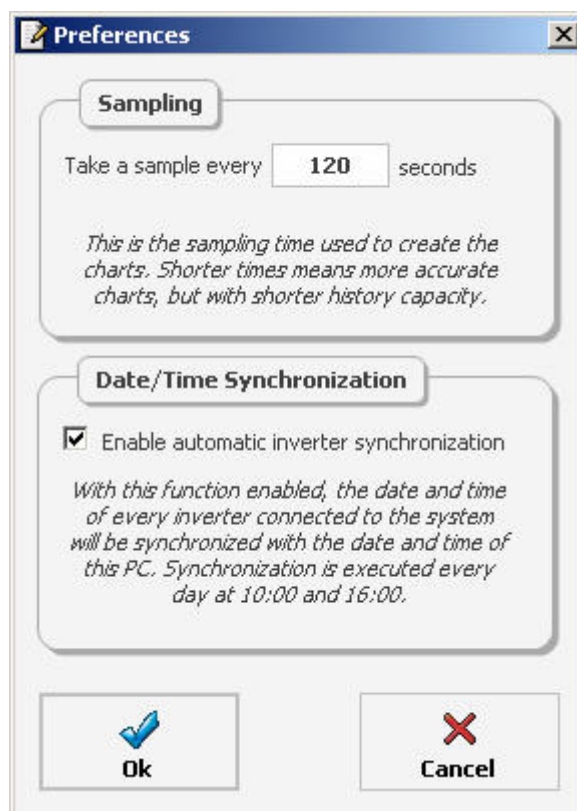 Preferences
Sampling
Take a sample every 120 seconds
This is the sampling time used to create the
charts. Shorter times means more accurate
charts, but with shorter history capacity.
Date/Time Synchronization
Enable automatic inverter synchronization
With this function enabled, the date and time
of every inverter connected to the system
will be synchronized with the date and time of
this PC. Synchronization is executed every
day at 10:00 and 16:00.
Ok
Cancel